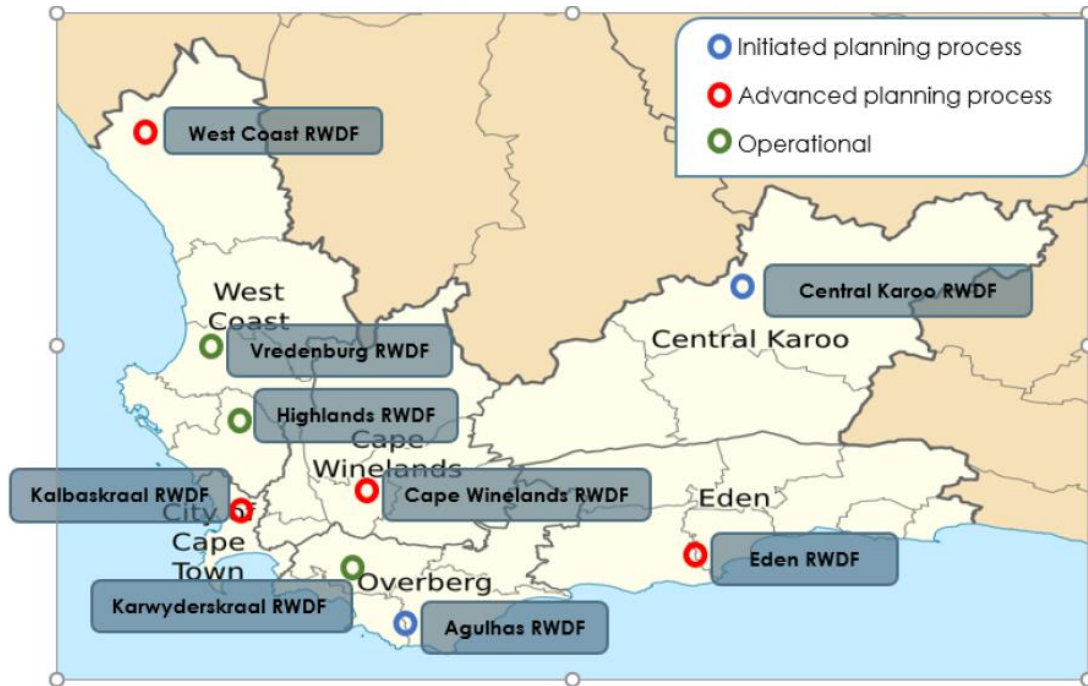 Initiated planning process
Advanced planning process
Operational
West Coast RWDF
Central Karoo RWDF
West
Coast
Central Karoo
Vredenburg RWDF
Highlands RWDF
Cape
Winelands
Kalbaskraal RWDF
Cape Winelands RWDF
Eden
City of
Cape
Town
Eden RWDF
Overberg
Karwyderskraal RWDF
Agulhas RWDF